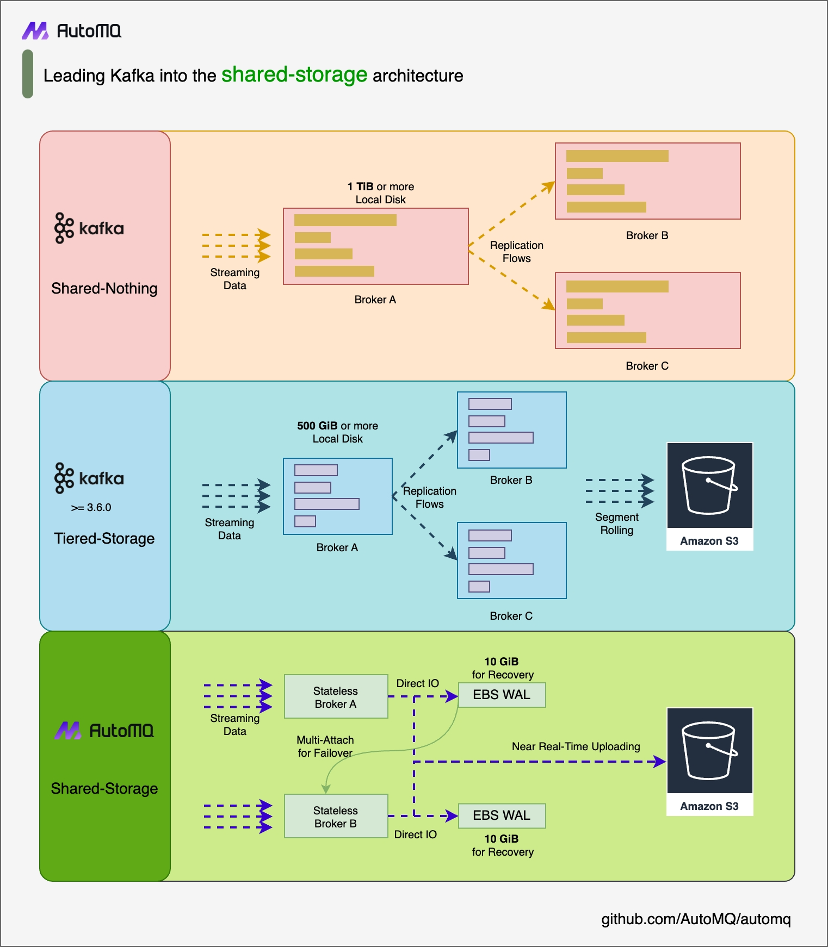 AutoMQ
Leading Kafka into the shared-storage architecture
kafka
Shared-Nothing
Streaming
Data
1 TIB or more
Local Disk
Broker A
Replication
Flows
Broker B
Broker C
kafka
>= 3.6.0
Tiered-Storage
Streaming
Data
500 GiB or more
Local Disk
Broker A
Replication
Flows
Broker B
Broker C
Segment
Rolling
Amazon S3
AutoMQ
Shared-Storage
Streaming
Data
Stateless
Broker A
Direct IO
10 GiB
for Recovery
EBS WAL
Multi-Attach
for Failover
Near Real-Time Uploading
Amazon S3
Stateless
Broker B
Direct IO
EBS WAL
10 GiB
for Recovery
github.com/AutoMQ/automq